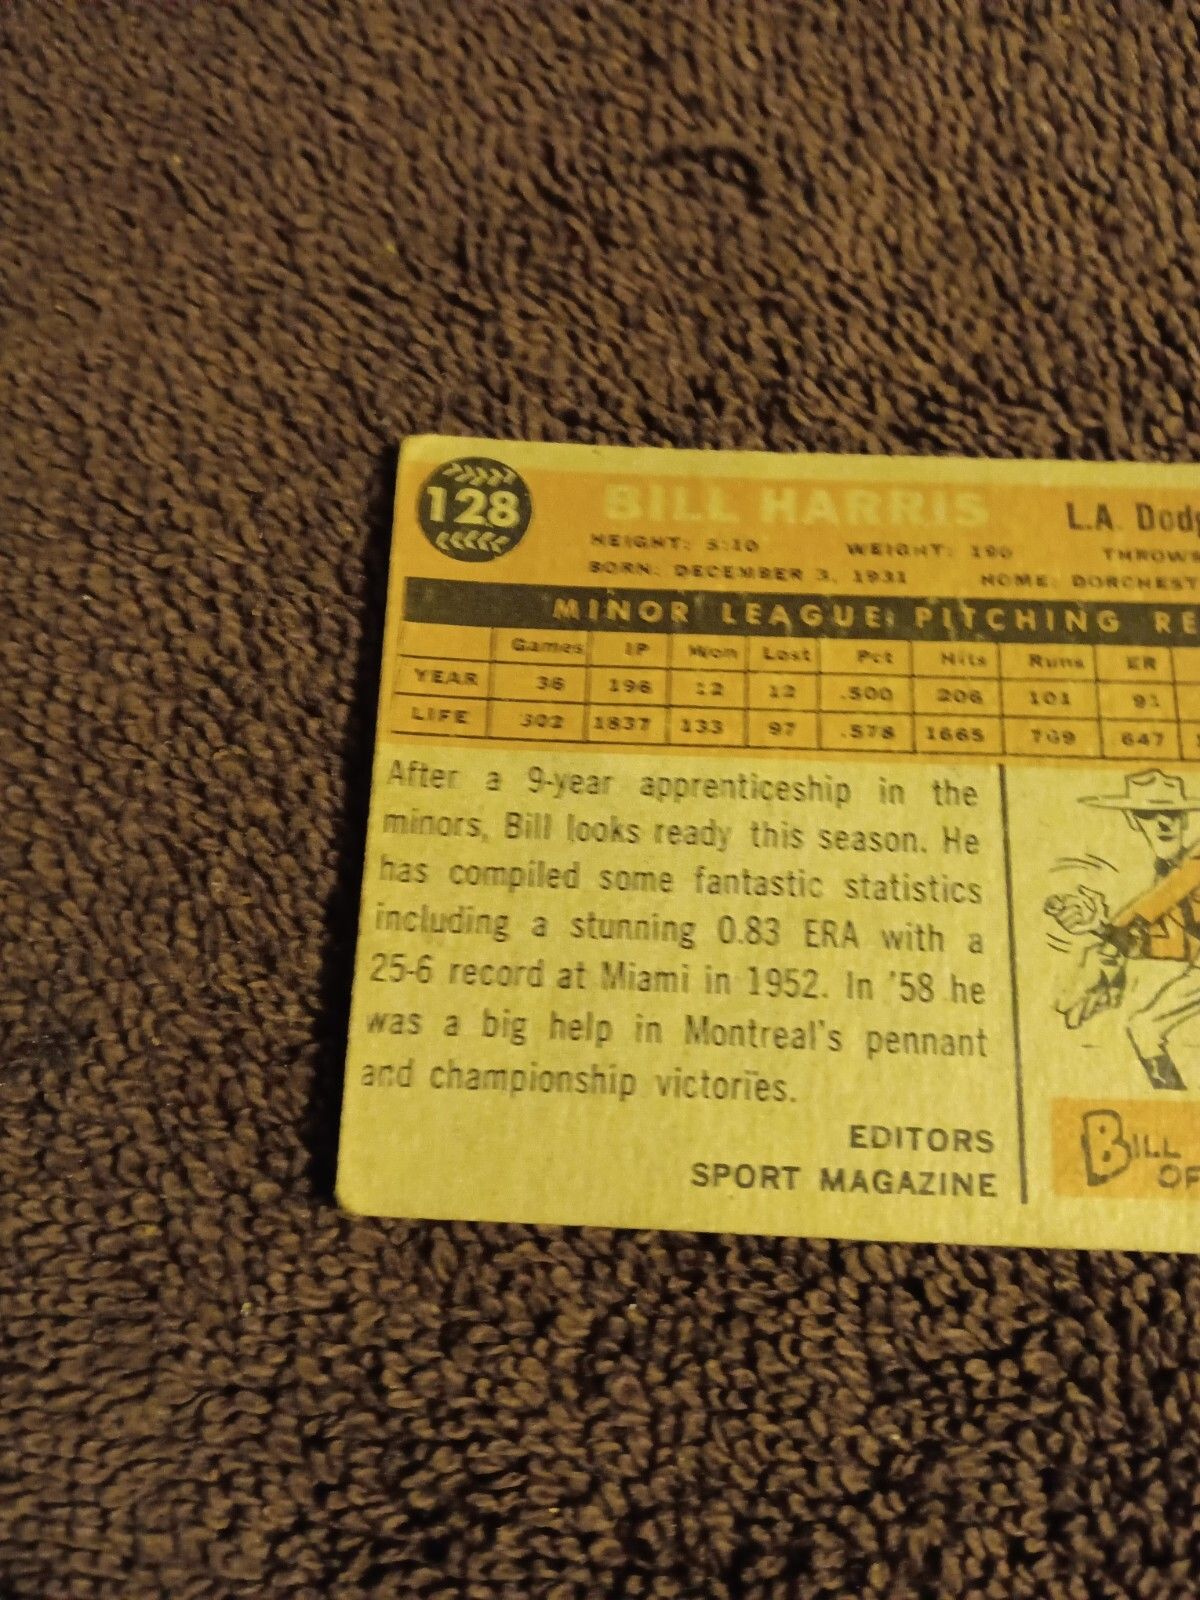 128 BILL HARRIS L.A. Dod
HEIGHT: 5:10 WEIGHT: 190 THROWS
BORN: DECEMBER 3, 1931 HOME: DORCHEST
MINOR LEAGUE PITCHING RE
Games IP Won Lost Pct Hits Runs ER
YEAR 36 196 12 12 .500 206 101 91
LIFE 302 1837 133 97 .578 1665 769 647
After a 9-year apprenticeship in the
minors, Bill looks ready this season. He
has compiled some fantastic statistics
including a stunning 0.83 ERA with a
25-6 record at Miami in 1952. In '58 he
was a big help in Montreal's pennant
and championship victories.
EDITORS
SPORT MAGAZINE
BILL
OF